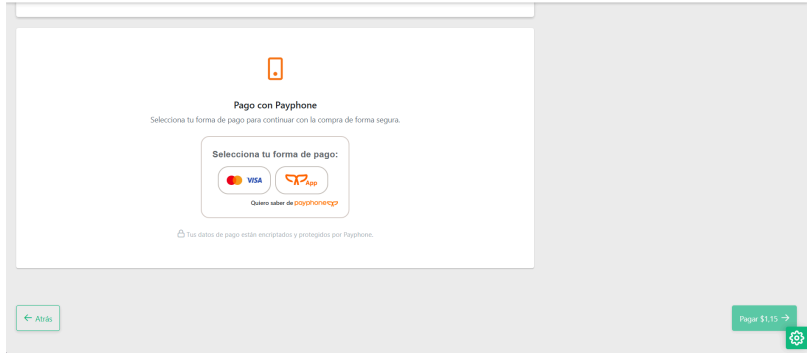 Pago con Payphone
Selecciona tu forma de pago para continuar con la compra de forma segura.
Selecciona tu forma de pago:
VISA
App
Quiero saber de payphone
Tus datos de pago están encriptados y protegidos por Payphone.
← Atrás
Pagar $1,15 →